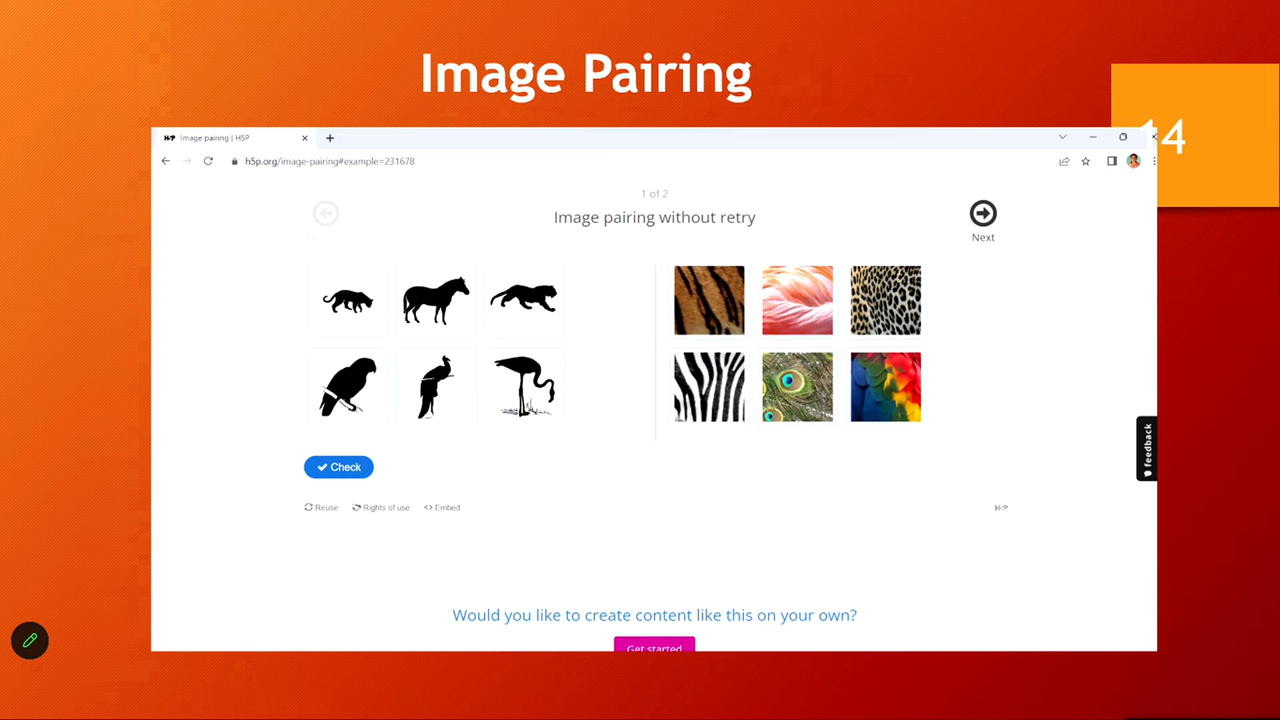 Image Pairing
14
H-P Image pairing | H5P
h5p.org/image-pairing#example=231678
1 of 2
Image pairing without retry
Next
Check
feedback
Reuse
Rights of use
<> Embed
H-P
Would you like to create content like this on your own?
Get started